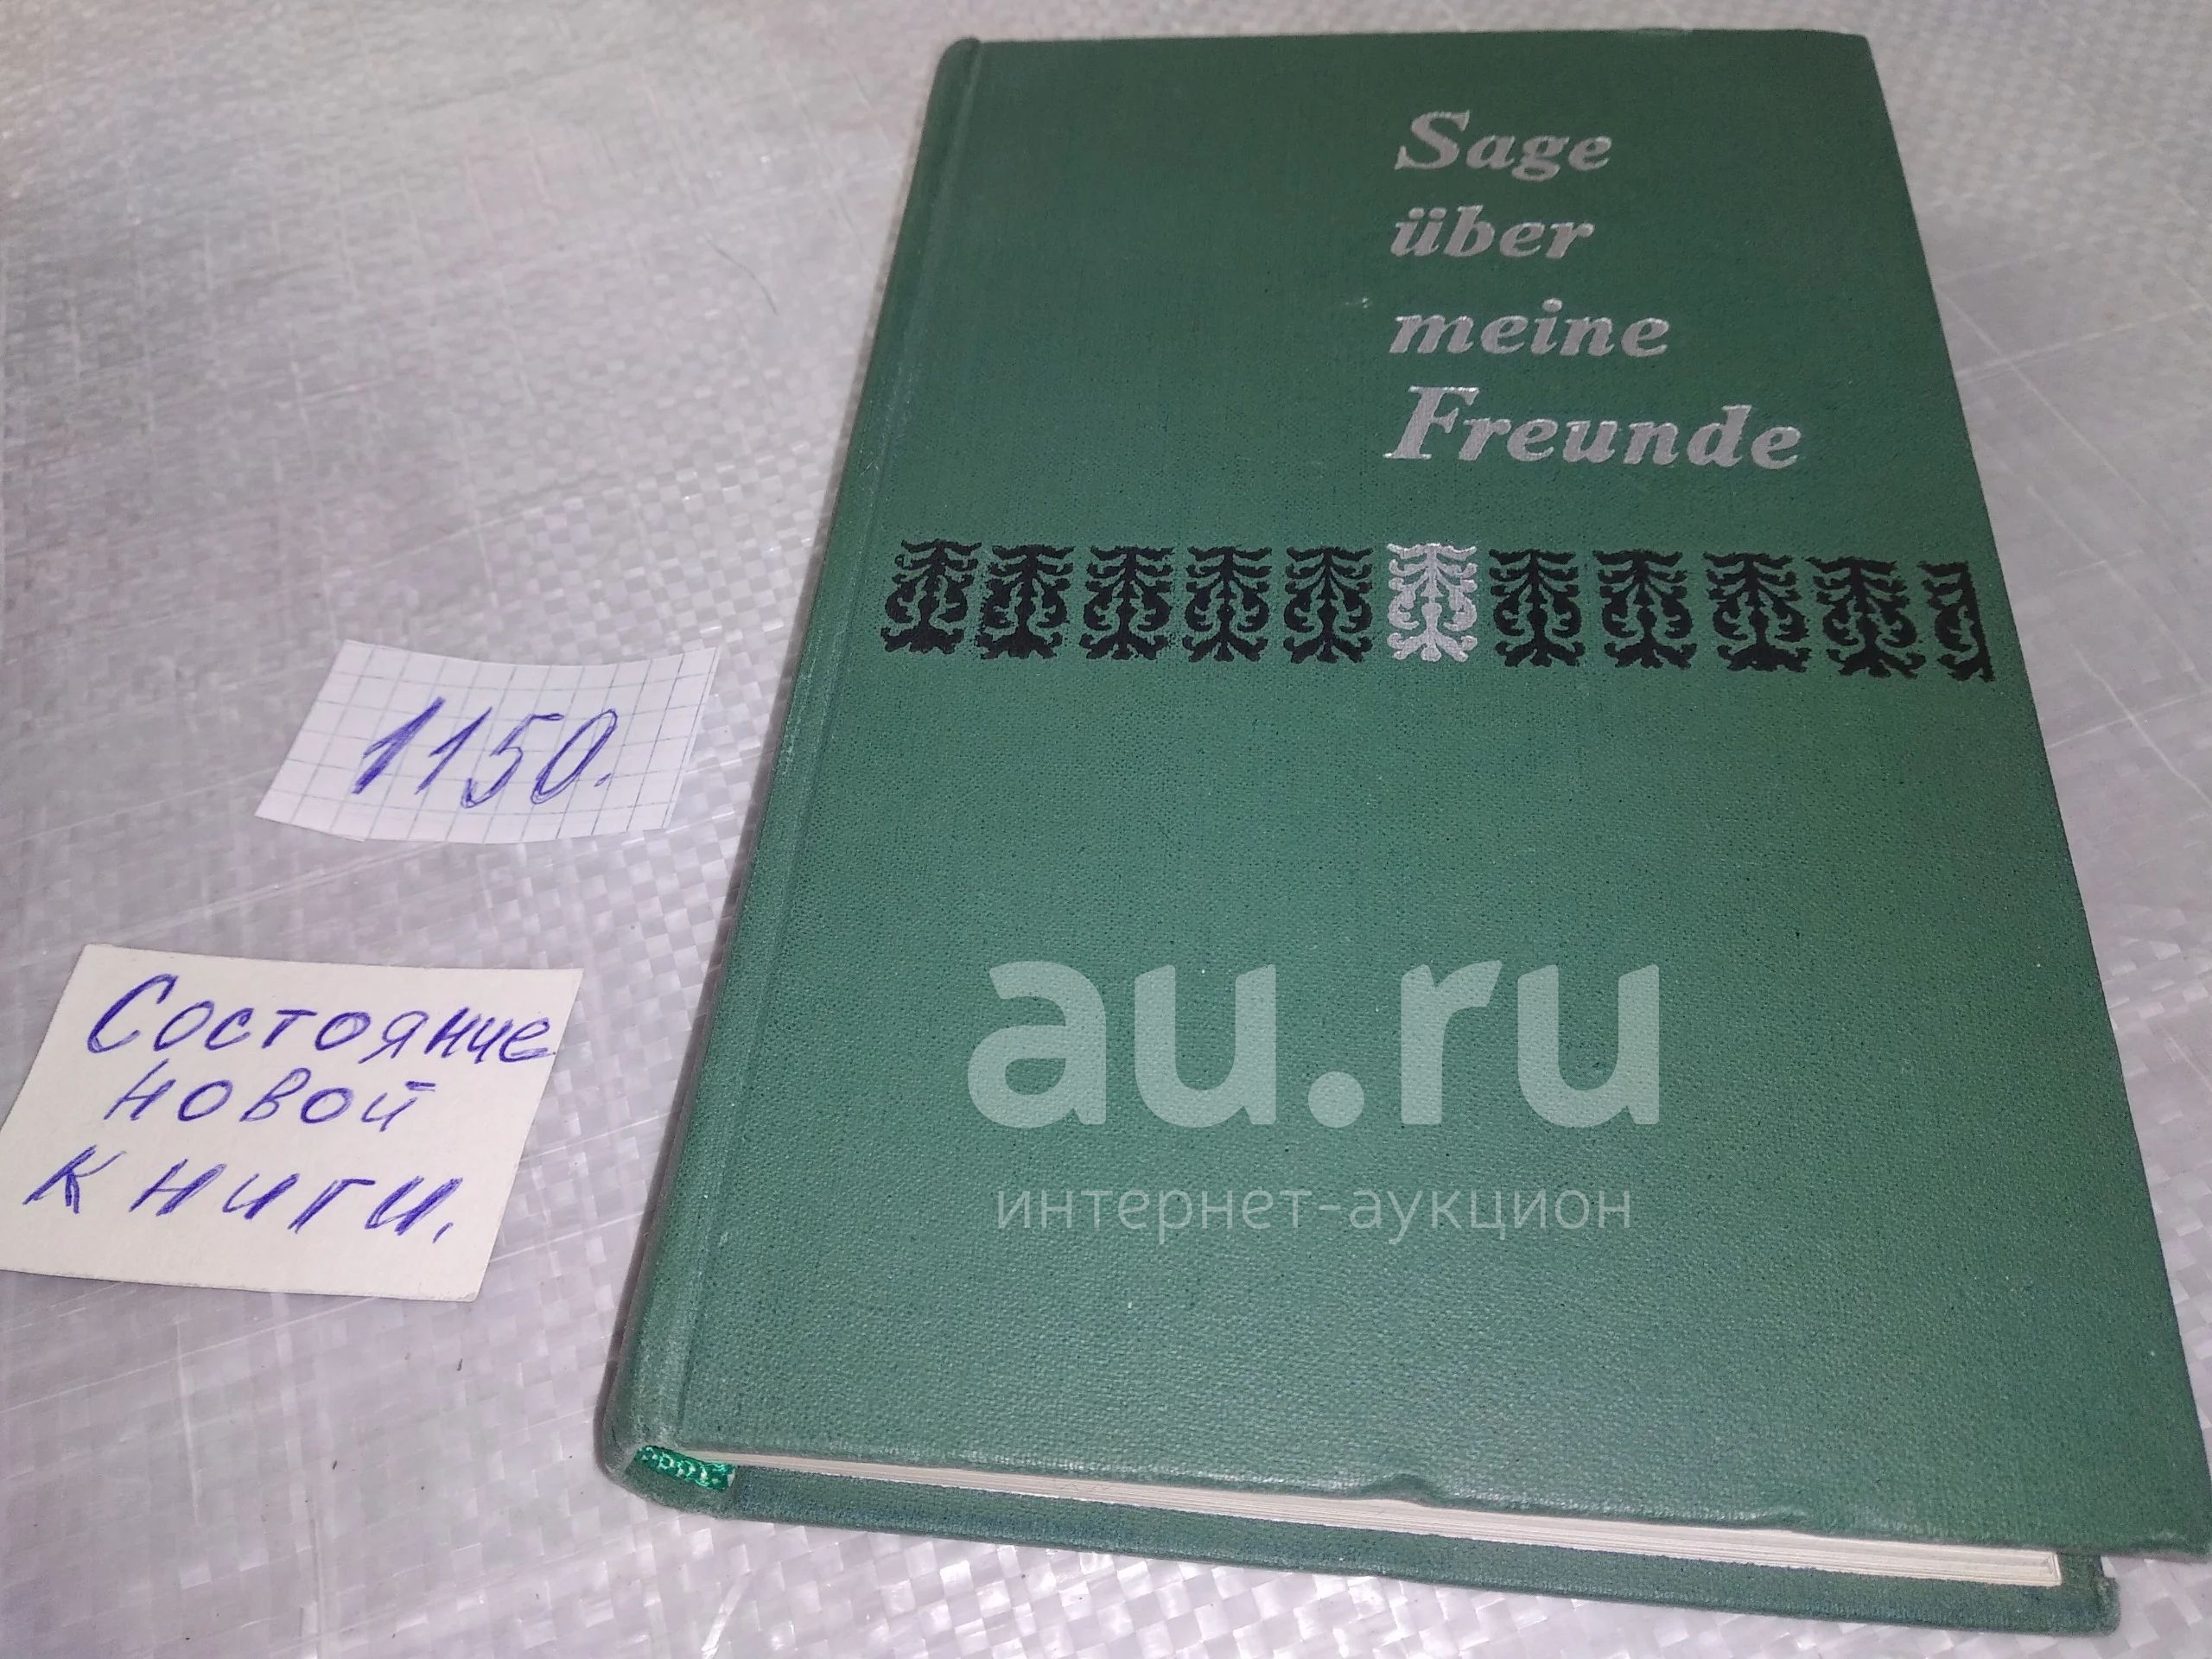 Sage
über
meine
Freunde
1150.
Состояние
новой
книги.
au.ru
интернет-аукцион